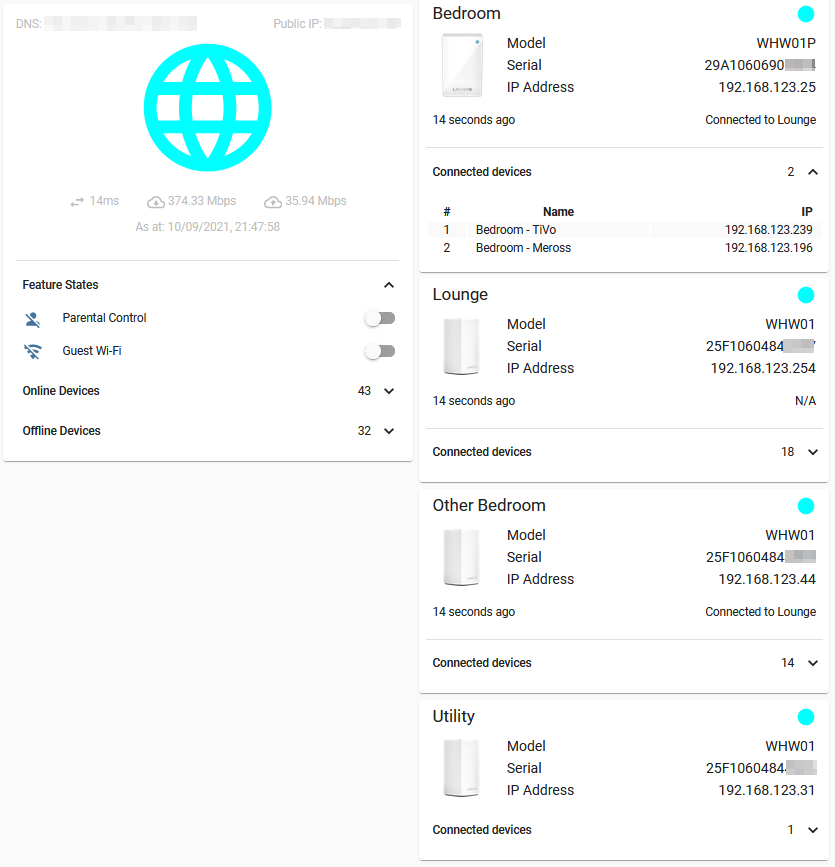 DNS:
Public IP:
14ms 374.33 Mbps 35.94 Mbps
As at: 10/09/2021, 21:47:58
Feature States
Parental Control
Guest Wi-Fi
Online Devices 43
Offline Devices 32
Bedroom
Model WHW01P
Serial 29A1060690
IP Address 192.168.123.25
14 seconds ago Connected to Lounge
Connected devices 2
# Name IP
1 Bedroom - TiVo 192.168.123.239
2 Bedroom - Meross 192.168.123.196
Lounge
Model WHW01
Serial 25F1060484
IP Address 192.168.123.254
14 seconds ago N/A
Connected devices 18
Other Bedroom
Model WHW01
Serial 25F1060484
IP Address 192.168.123.44
14 seconds ago Connected to Lounge
Connected devices 14
Utility
Model WHW01
Serial 25F1060484
IP Address 192.168.123.31
Connected devices 1